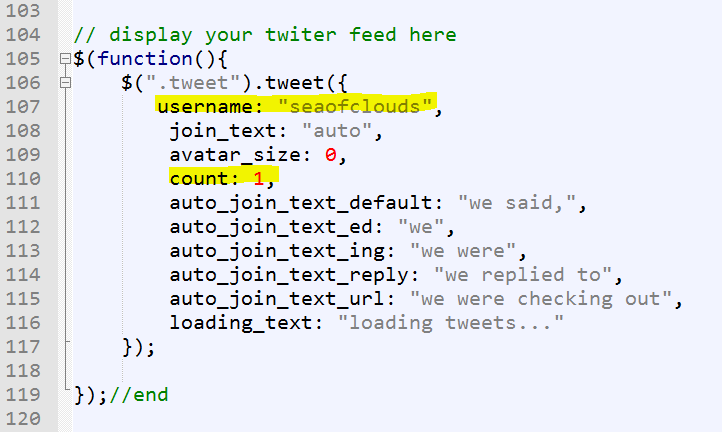 103
104 // display your twiter feed here
105 $(function(){
106 $(".tweet").tweet({
107 username: "seaofclouds",
108 join_text: "auto",
109 avatar_size: 0,
110 count: 1,
111 auto_join_text_default: "we said,",
112 auto_join_text_ed: "we",
113 auto_join_text_ing: "we were",
114 auto_join_text_reply: "we replied to",
115 auto_join_text_url: "we were checking out",
116 loading_text: "loading tweets..."
117 });
118
119 });//end
120